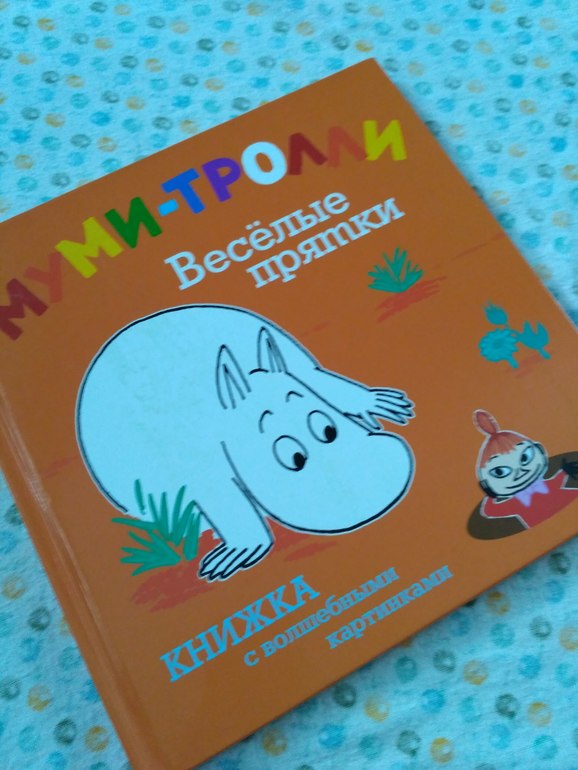 МУМИ-ТРОЛЛИ
Весёлые
прятки
КНИЖКА
с волшебными
картинками